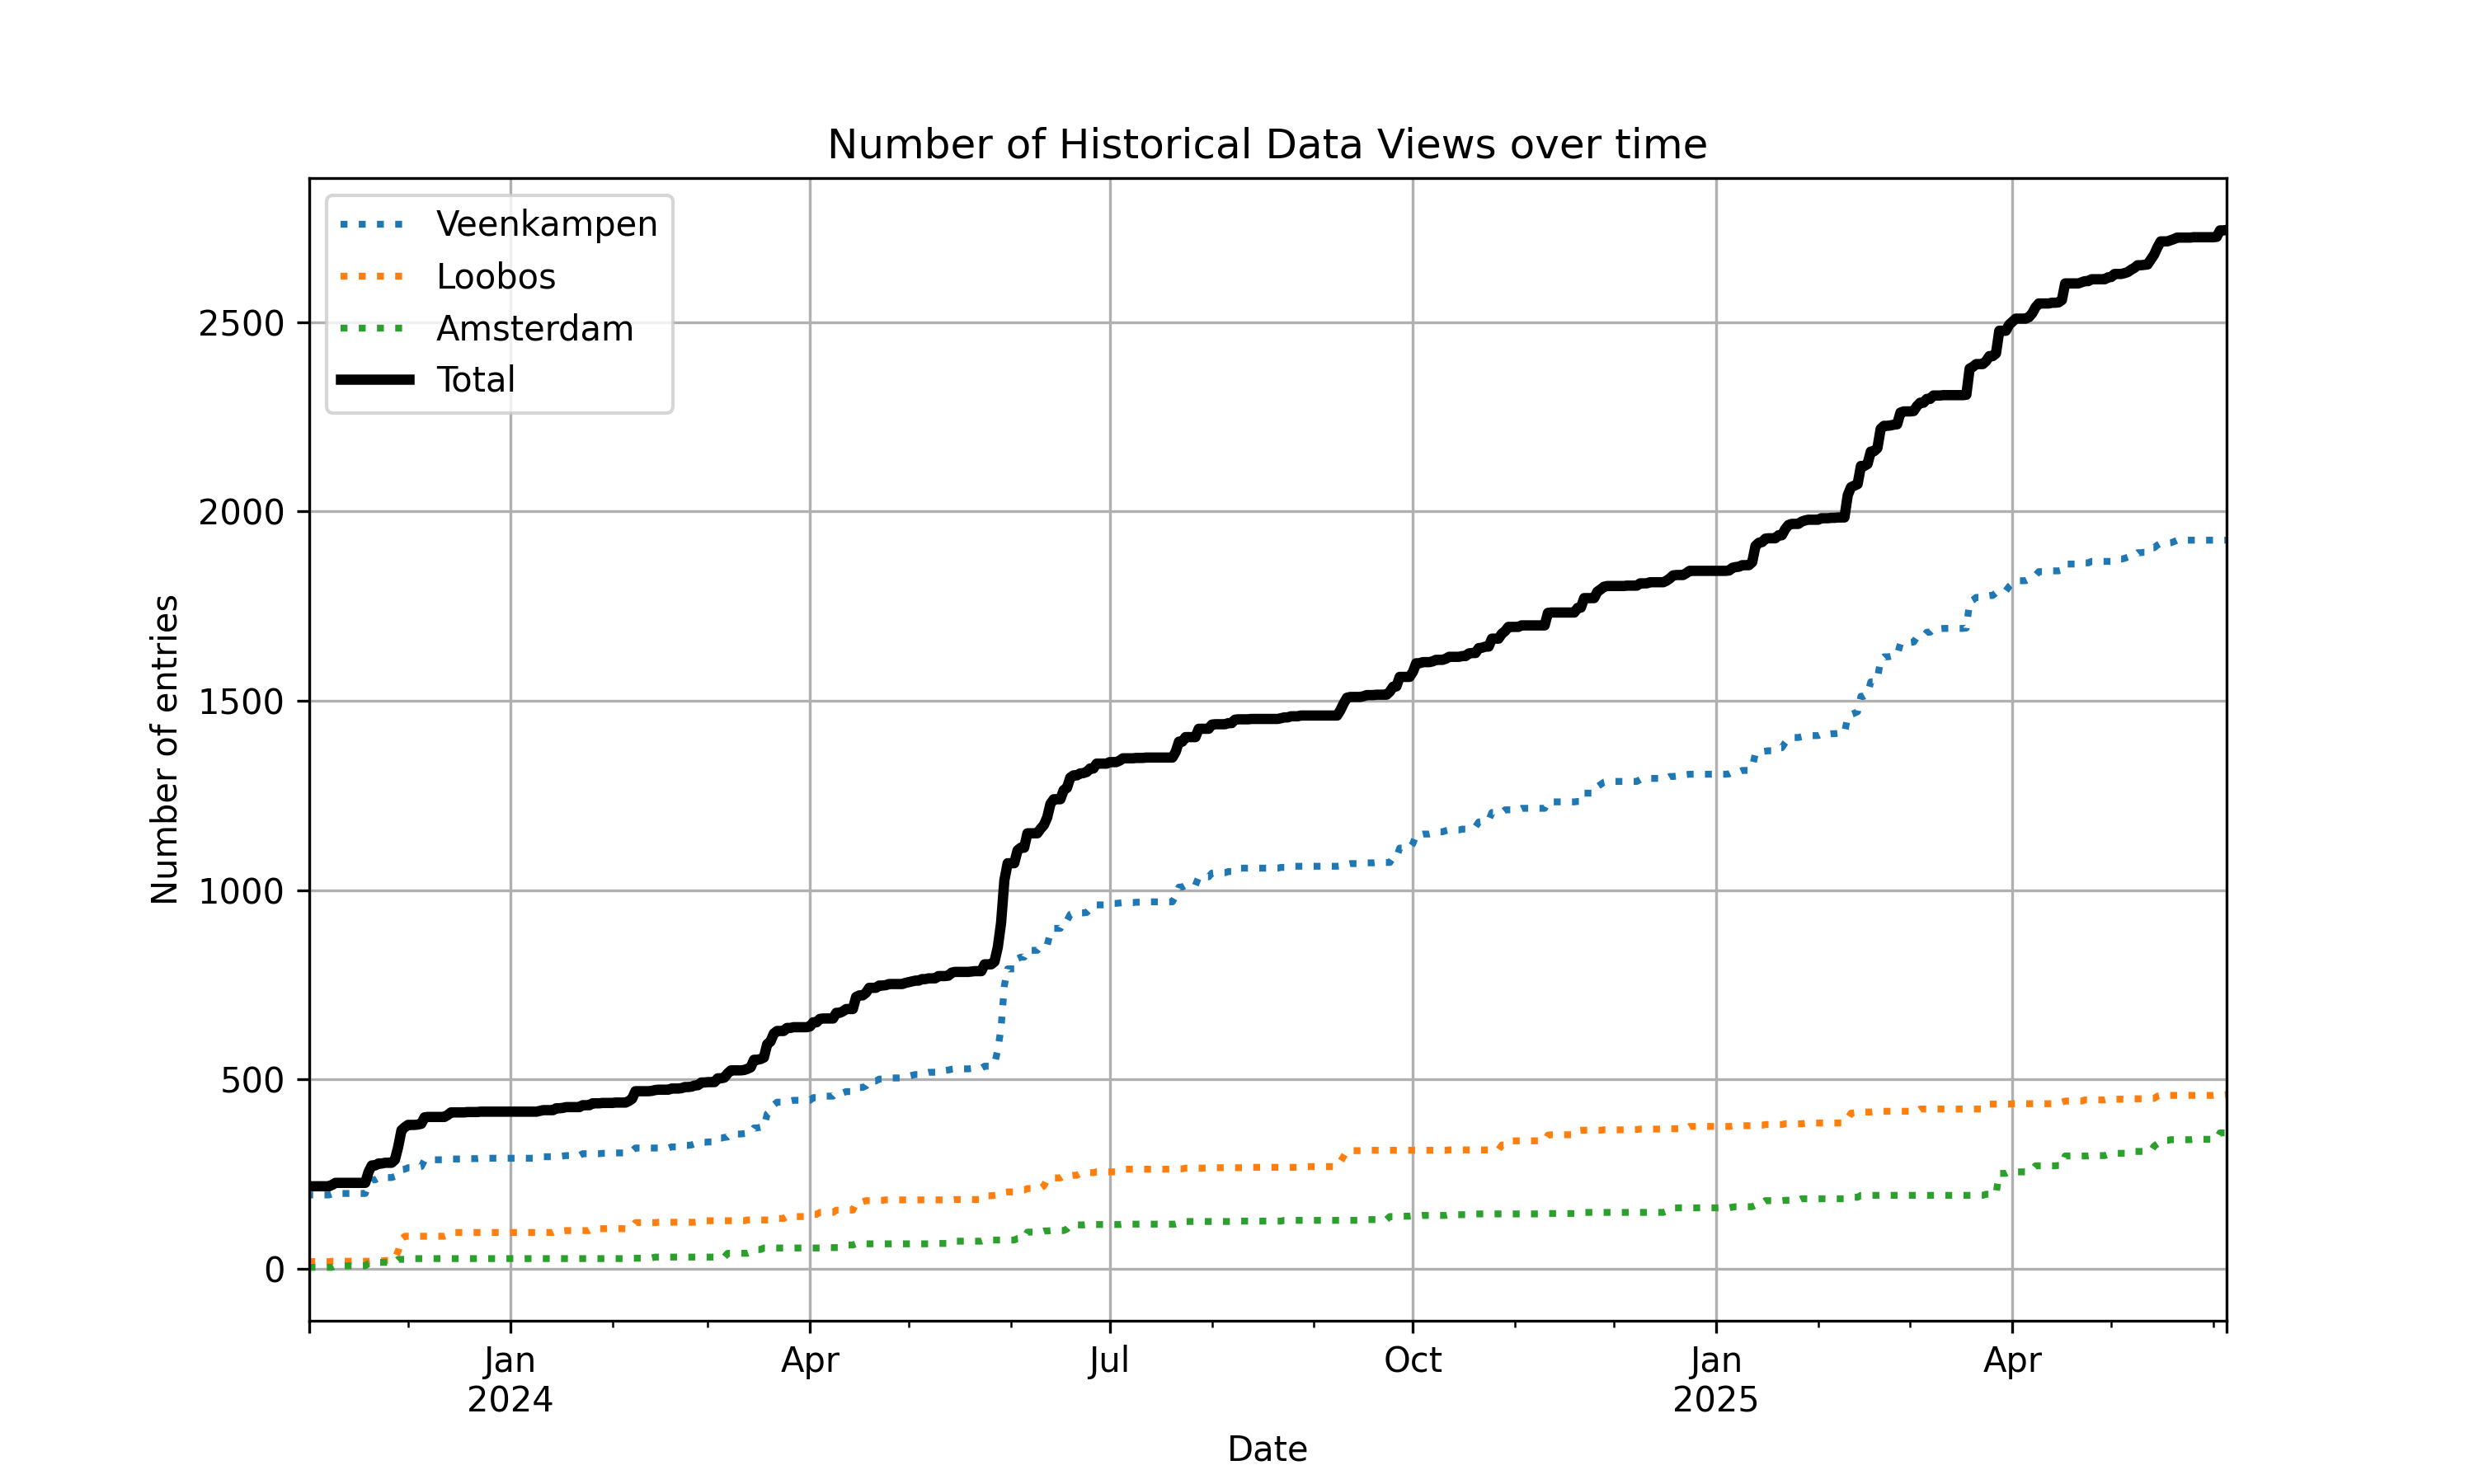 Number of Historical Data Views over time
Veenkampen
Loobos
Amsterdam
Total
2500
2000
1500
1000
500
0
Number of entries
Jan
2024
Apr
Jul
Oct
Jan
2025
Apr
Date